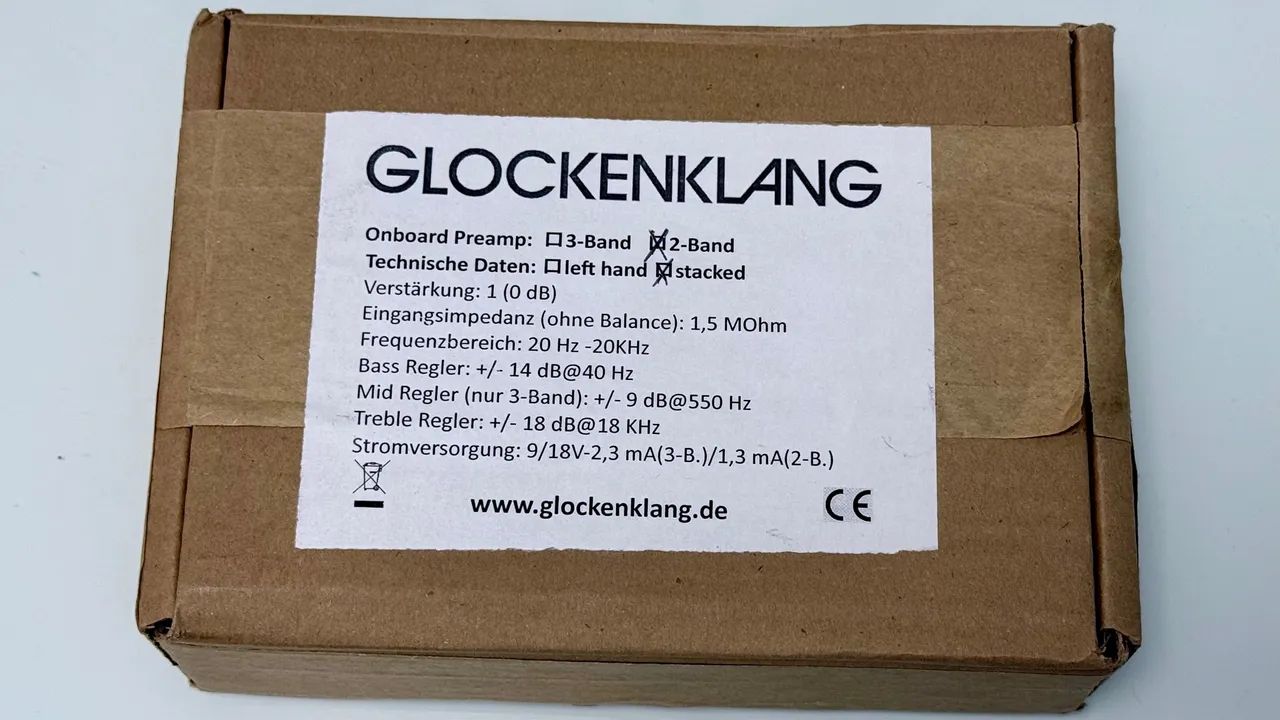 GLOCKENKLANG
Onboard Preamp: ☐3-Band ☒2-Band
Technische Daten: ☐left hand ☒stacked
Verstärkung: 1 (0 dB)
Eingangsimpedanz (ohne Balance): 1,5 MOhm
Frequenzbereich: 20 Hz -20KHz
Bass Regler: +/- 14 dB@40 Hz
Mid Regler (nur 3-Band): +/- 9 dB@550 Hz
Treble Regler: +/- 18 dB@18 KHz
Stromversorgung: 9/18V-2,3 mA(3-B.)/1,3 mA(2-B.)
www.glockenklang.de
CE